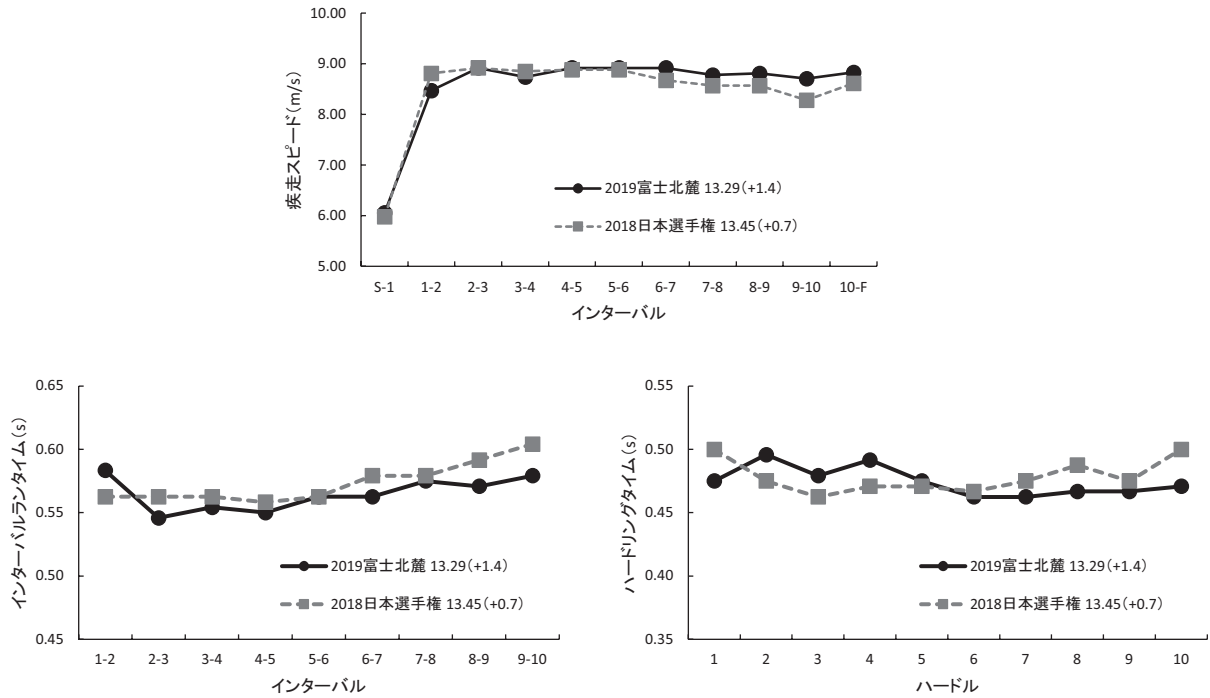 10.00
9.00
8.00
7.00
6.00
5.00
疾走スピード(m/s)
2019富士北麓 13.29(+1.4)
2018日本選手権 13.45(+0.7)
S-1 1-2 2-3 3-4 4-5 5-6 6-7 7-8 8-9 9-10 10-F
インターバル
0.65
0.60
0.55
0.50
0.45
インターバルランタイム(s)
2019富士北麓 13.29(+1.4)
2018日本選手権 13.45(+0.7)
1-2 2-3 3-4 4-5 5-6 6-7 7-8 8-9 9-10
インターバル
0.55
0.50
0.45
0.40
0.35
ハードリングタイム(s)
2019富士北麓 13.29(+1.4)
2018日本選手権 13.45(+0.7)
1 2 3 4 5 6 7 8 9 10
ハードル